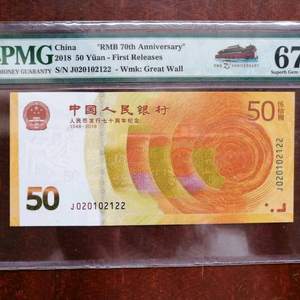 PMG
China "RMB 70th Anniversary"
2018 50 Yüan - First Releases
S/N J020102122 - Wmk: Great Wall
MONEY GUARANTY
67
Superb Gem
中国人民银行
人民币发行七十周年纪念
1948-2018
50
50
J020102122
J020102122